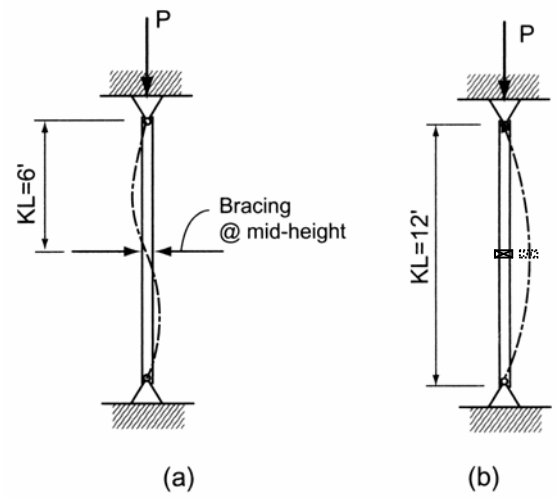 P
KL=6'
Bracing
@ mid-height
(a)
P
KL=12'
(b)